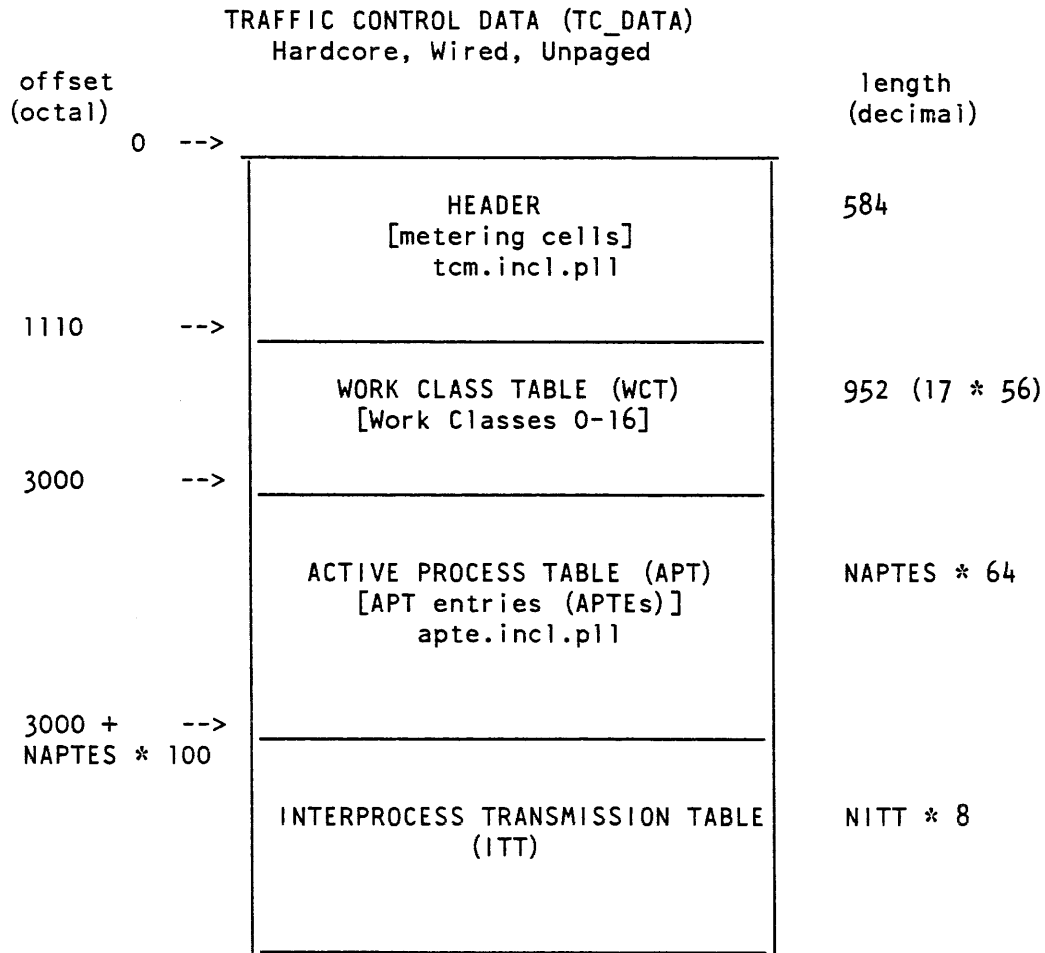 TRAFFIC CONTROL DATA (TC_DATA)
Hardcore, Wired, Unpaged
offset
(octal)
length
(decimal)
0 -->
HEADER
584
[metering cells]
tcm.incl.pl1
1110 -->
WORK CLASS TABLE (WCT)
952 (17 * 56)
[Work Classes 0-16]
3000 -->
ACTIVE PROCESS TABLE (APT)
NAPTES * 64
[APT entries (APTEs)]
apte.incl.pl1
3000 + -->
NAPTES * 100
INTERPROCESS TRANSMISSION TABLE
NITT * 8
(ITT)